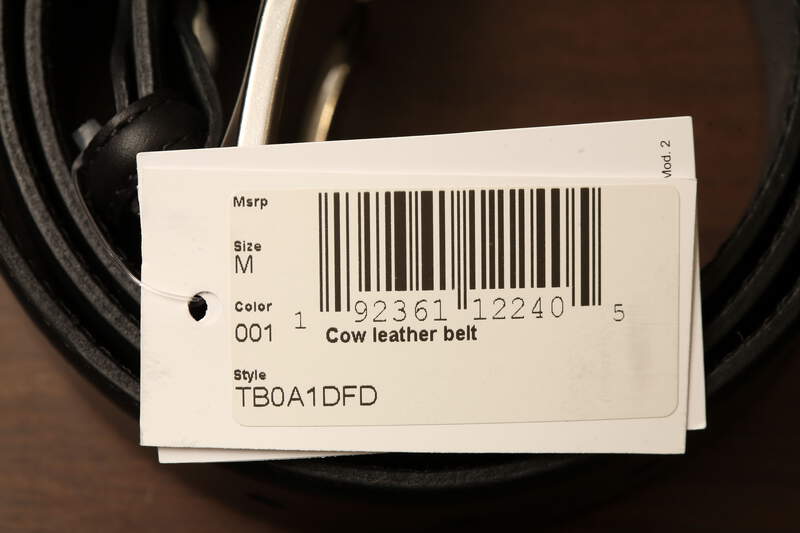 Mod. 2
Msrp
Size
M
Color
001
1 92361 12240 5
Cow leather belt
Style
TB0A1DFD